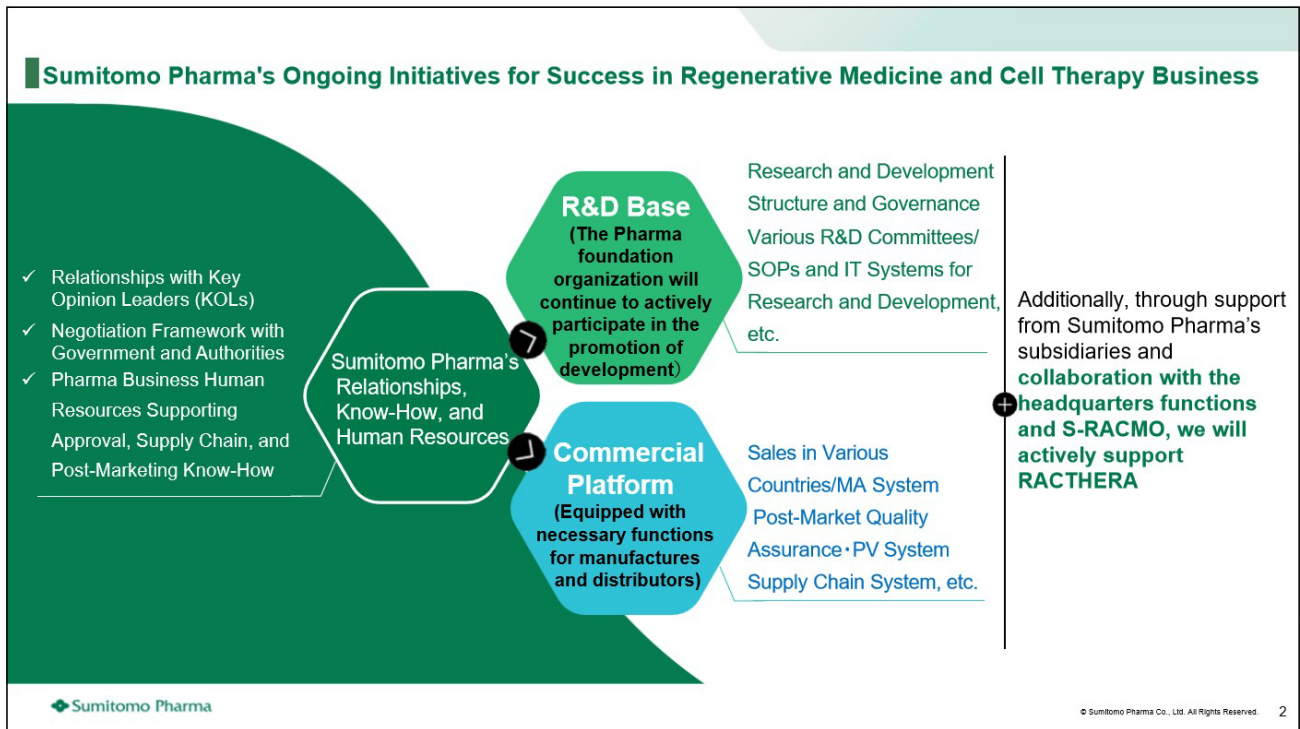 Sumitomo Pharma's Ongoing Initiatives for Success in Regenerative Medicine and Cell Therapy Business
✓ Relationships with Key
Opinion Leaders (KOLs)
✓ Negotiation Framework with
Government and Authorities
✓ Pharma Business Human
Resources Supporting
Approval, Supply Chain, and
Post-Marketing Know-How
Sumitomo Pharma's
Relationships,
Know-How, and
Human Resources
R&D Base
(The Pharma
foundation
organization will
continue to actively
participate in the
promotion of
development)
Research and Development
Structure and Governance
Various R&D Committees/
SOPs and IT Systems for
Research and Development,
etc.
Commercial
Platform
(Equipped with
necessary functions
for manufactures
and distributors)
Sales in Various
Countries/MA System
Post-Market Quality
Assurance・PV System
Supply Chain System, etc.
+
Additionally, through support
from Sumitomo Pharma's
subsidiaries and
collaboration with the
headquarters functions
and S-RACMO, we will
actively support
RACTHERA
Sumitomo Pharma
© Sumitomo Pharma Co., Ltd. All Rights Reserved.
2